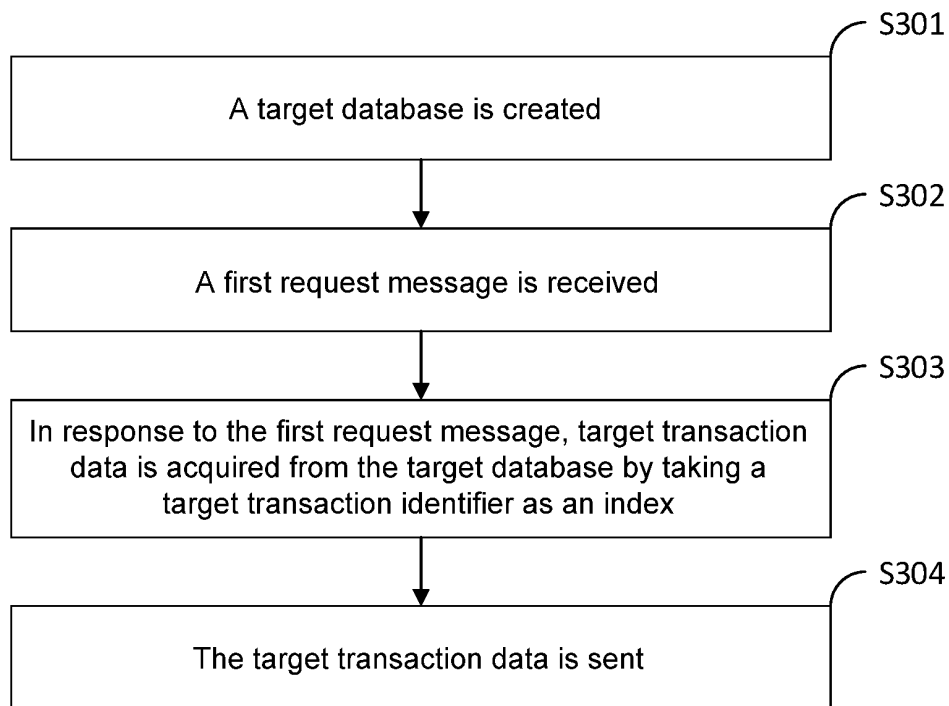 S301
A target database is created
S302
A first request message is received
S303
In response to the first request message, target transaction
data is acquired from the target database by taking a
target transaction identifier as an index
S304
The target transaction data is sent